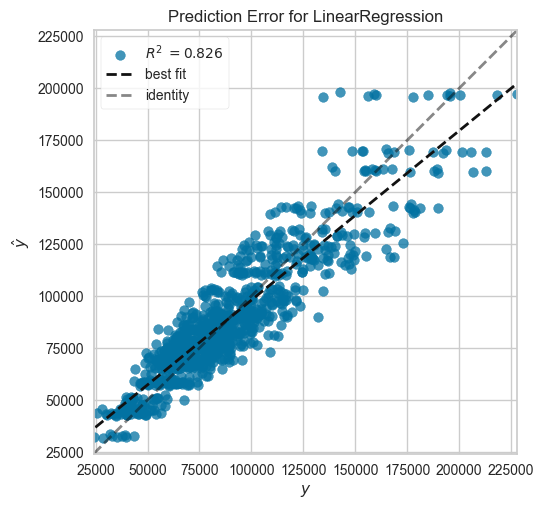 Prediction Error for LinearRegression
R² = 0.826
best fit
identity
225000
200000
175000
150000
125000
100000
75000
50000
25000
ŷ
25000 50000 75000 100000 125000 150000 175000 200000 225000
y